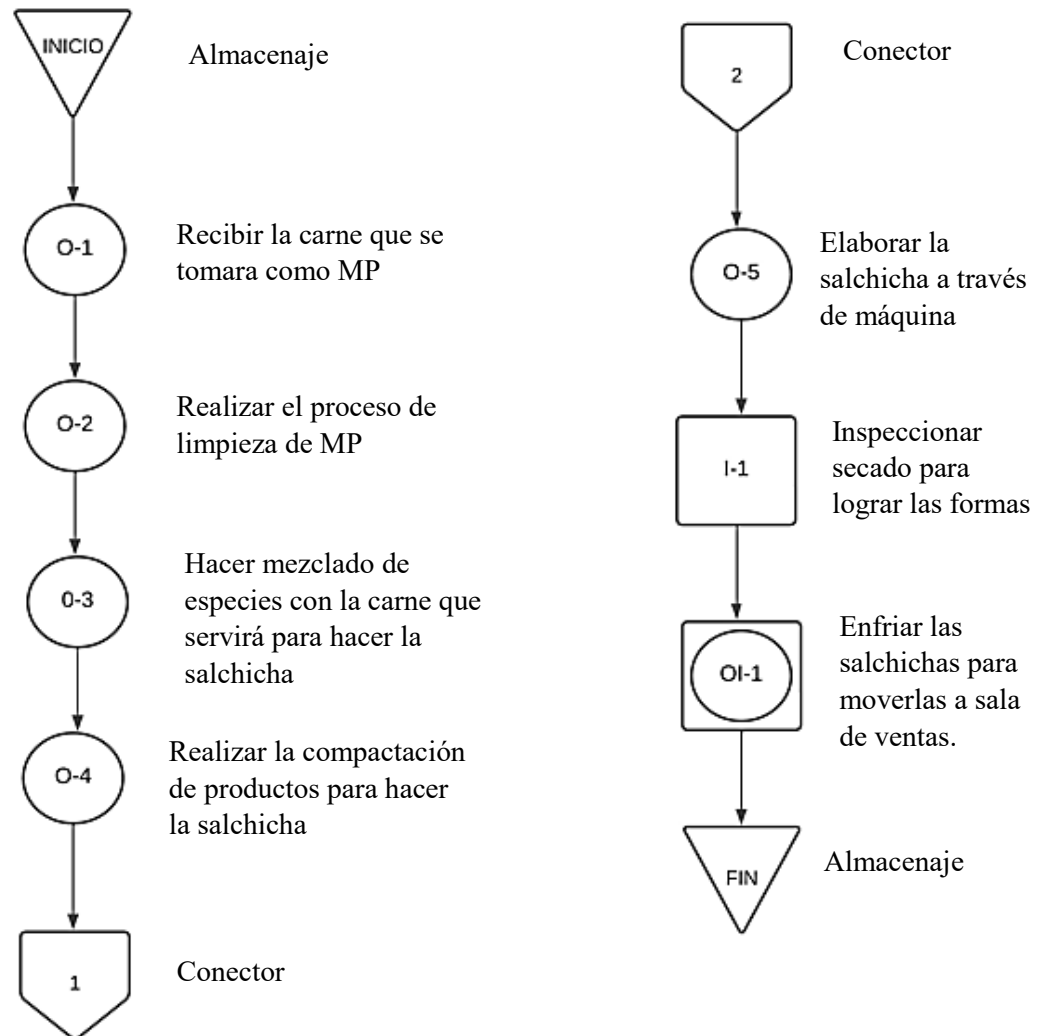 INICIO
Almacenaje
O-1
Recibir la carne que se
tomara como MP
O-2
Realizar el proceso de
limpieza de MP
0-3
Hacer mezclado de
especies con la carne que
servirá para hacer la
salchicha
O-4
Realizar la compactación
de productos para hacer
la salchicha
1
Conector
2
Conector
O-5
Elaborar la
salchicha a través
de máquina
I-1
Inspeccionar
secado para
lograr las formas
OI-1
Enfriar las
salchichas para
moverlas a sala
de ventas.
FIN
Almacenaje